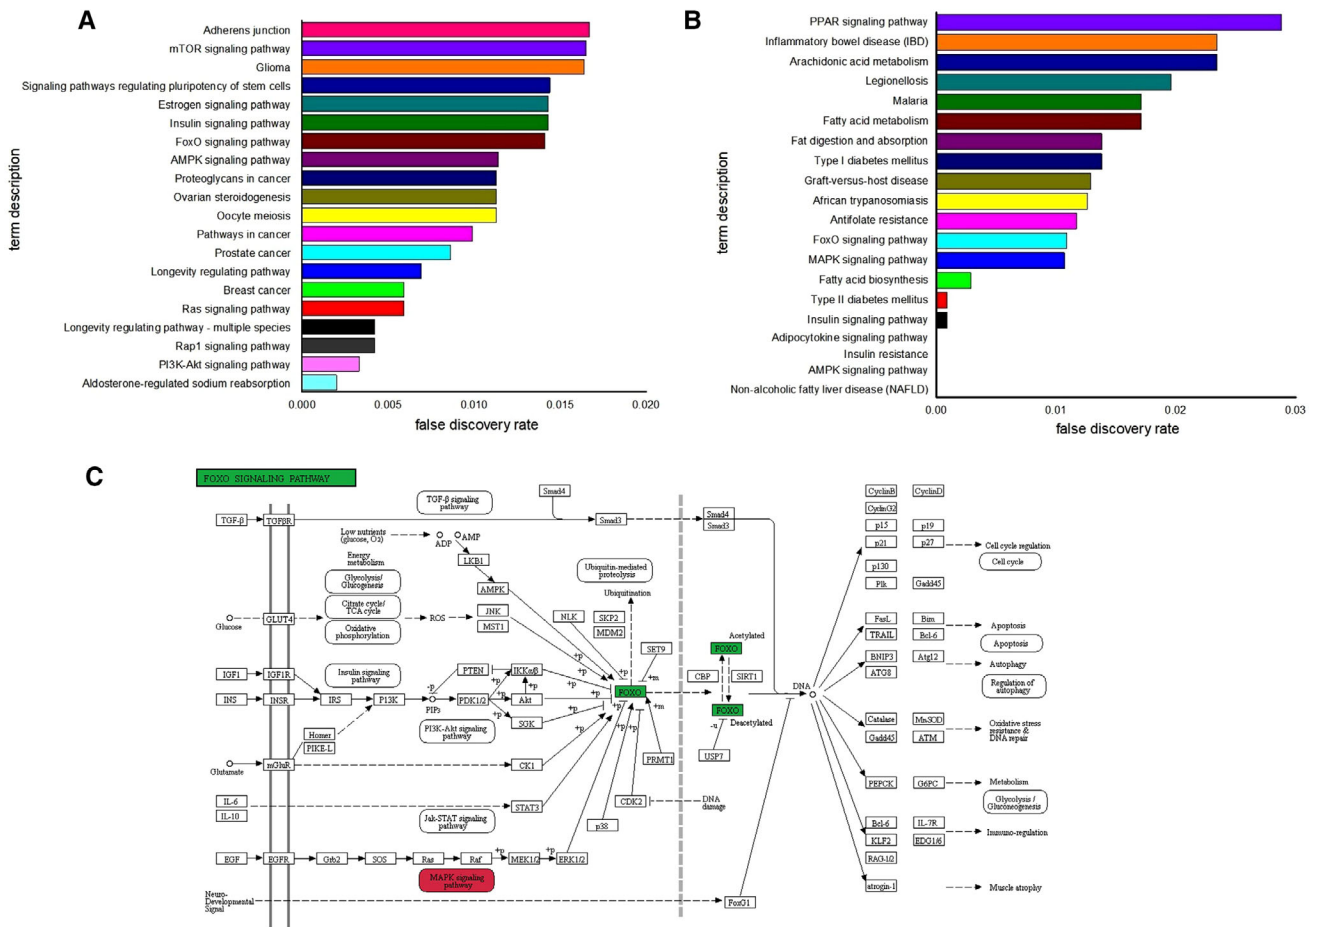 A
term description
Adherens junction
mTOR signaling pathway
Glioma
Signaling pathways regulating pluripotency of stem cells
Estrogen signaling pathway
Insulin signaling pathway
FoxO signaling pathway
AMPK signaling pathway
Proteoglycans in cancer
Ovarian steroidogenesis
Oocyte meiosis
Pathways in cancer
Prostate cancer
Longevity regulating pathway
Breast cancer
Ras signaling pathway
Longevity regulating pathway - multiple species
Rap1 signaling pathway
PI3K-Akt signaling pathway
Aldosterone-regulated sodium reabsorption
0.000 0.005 0.010 0.015 0.020
false discovery rate
B
term description
PPAR signaling pathway
Inflammatory bowel disease (IBD)
Arachidonic acid metabolism
Legionellosis
Malaria
Fatty acid metabolism
Fat digestion and absorption
Type I diabetes mellitus
Graft-versus-host disease
African trypanosomiasis
Antifolate resistance
FoxO signaling pathway
MAPK signaling pathway
Fatty acid biosynthesis
Type II diabetes mellitus
Insulin signaling pathway
Adipocytokine signaling pathway
Insulin resistance
AMPK signaling pathway
Non-alcoholic fatty liver disease (NAFLD)
0.00 0.01 0.02 0.03
false discovery rate
C
FOXO SIGNALING PATHWAY
TGF-β signaling
pathway
Smad4
TGF-β
TGFβR
Smad3
Smad4
Smad3
Low nutrients
(glucose, O2)
ADP
AMP
Energy
metabolism
LKB1
AMPK
Glycolysis/
Glucogenesis
Citrate cycle/
TCA cycle
Oxidative
phosphorylation
Glucose
GLUT4
ROS
JNK
MST1
Ubiquitin-mediated
proteolysis
Ubiquitination
NLK
SKP2
MDM2
SET9
+p
+p
+m
Acetylated
FOXO
CBP
SIRT1
FOXO
Deacetylated
-u
USP7
IGF1
IGF1R
Insulin signaling
pathway
INS
INSR
IRS
PI3K
-p
PIP3
PTEN
PDK1/2
IKKα/β
Akt
SGK
+p
+p
+p
+p
+p
+p
+p
FOXO
+p
+m
PI3K-Akt signaling
pathway
Homer
PIKE-L
Glutamate
mGluR
CK1
+p
+p
+p
PRMT1
CDK2
DNA
damage
p38
IL-6
IL-10
STAT3
Jak-STAT signaling
pathway
EGF
EGFR
Grb2
SOS
Ras
Raf
+p
MEK1/2
+p
ERK1/2
MAPK signaling
pathway
Neuro-
Developmental
Signal
FoxG1
DNA
CyclinB
CyclinD
CyclinG2
p15
p19
p21
p27
p130
Plk
Gadd45
Cell cycle regulation
Cell cycle
FasL
Bim
TRAIL
Bcl-6
Apoptosis
Apoptosis
BNIP3
Atg12
ATG8
Autophagy
Regulation of
autophagy
Catalase
MnSOD
Gadd45
ATM
Oxidative stress
resistance &
DNA repair
PEPCK
G6PC
Metabolism
Glycolysis /
Gluconeogenesis
Bcl-6
IL-7R
KLF2
EDG1/6
RAG-1/2
Immuno-regulation
atrogin-1
Muscle atrophy